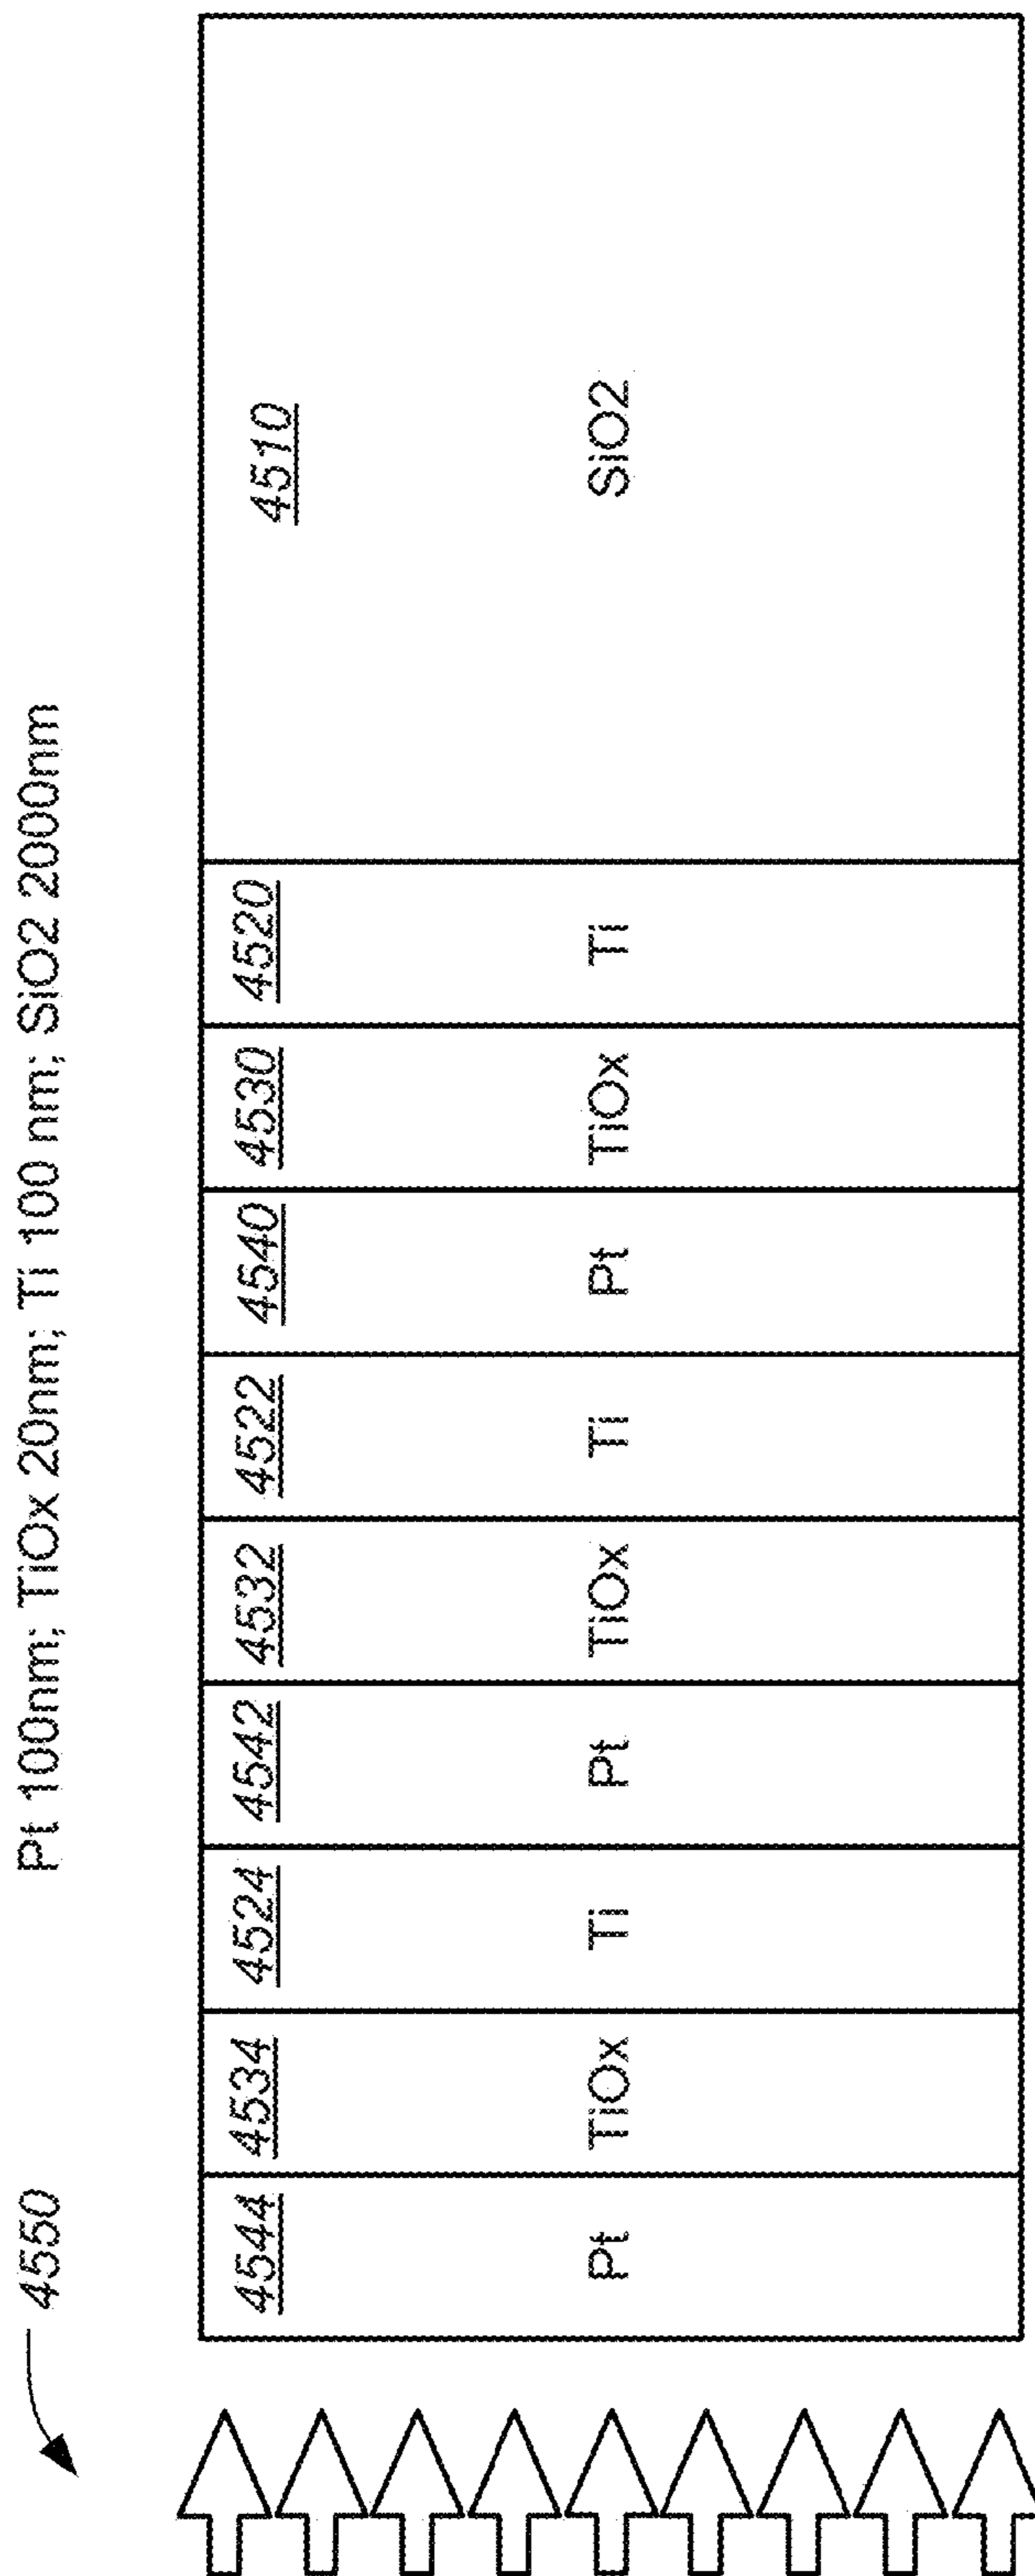 4550
Pt 100nm; TiOx 20nm; Ti 100 nm; SiO2 2000nm
4544
Pt
4534
TiOx
4524
Ti
4542
Pt
4532
TiOx
4522
Ti
4540
Pt
4530
TiOx
4520
Ti
4510
SiO2